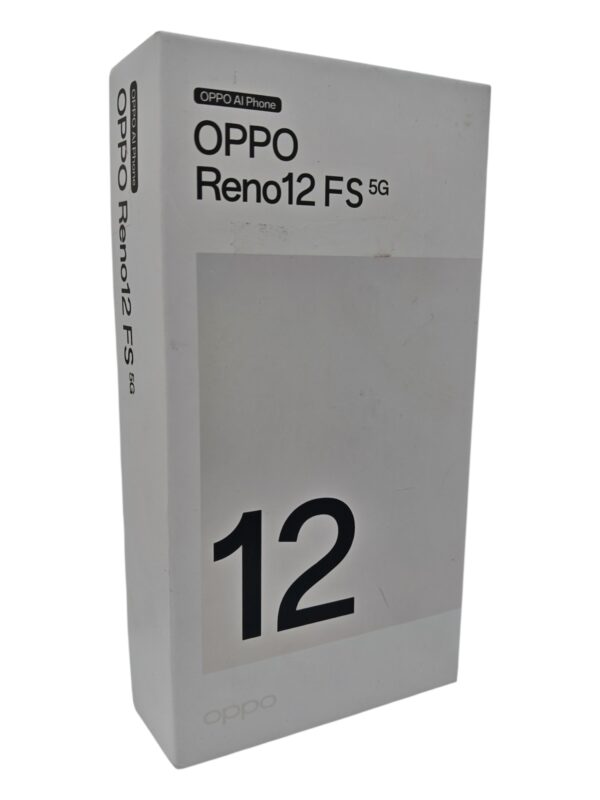 OPPO AI Phone
OPPO
Reno12 FS 5G
12
oppo
OPPO AI Phone
OPPO Reno12 FS 5G